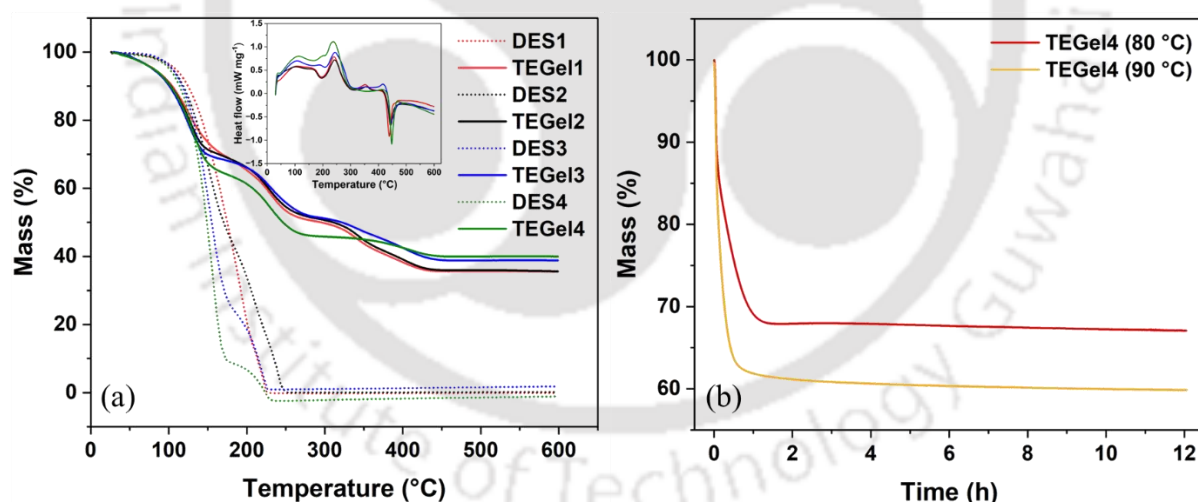 100
80
60
40
20
0
Mass (%)
0
100
200
300
400
500
600
Temperature (°C)
(a)
1.5
1.0
0.5
0.0
-0.5
-1.0
-1.5
Heat flow (mW mg⁻¹)
0 100 200 300 400 500 600
Temperature (°C)
DES1
TEGel1
DES2
TEGel2
DES3
TEGel3
DES4
TEGel4
100
90
80
70
60
Mass (%)
0
2
4
6
8
10
12
Time (h)
(b)
TEGel4 (80 °C)
TEGel4 (90 °C)
Indian Institute of Technology Guwahati